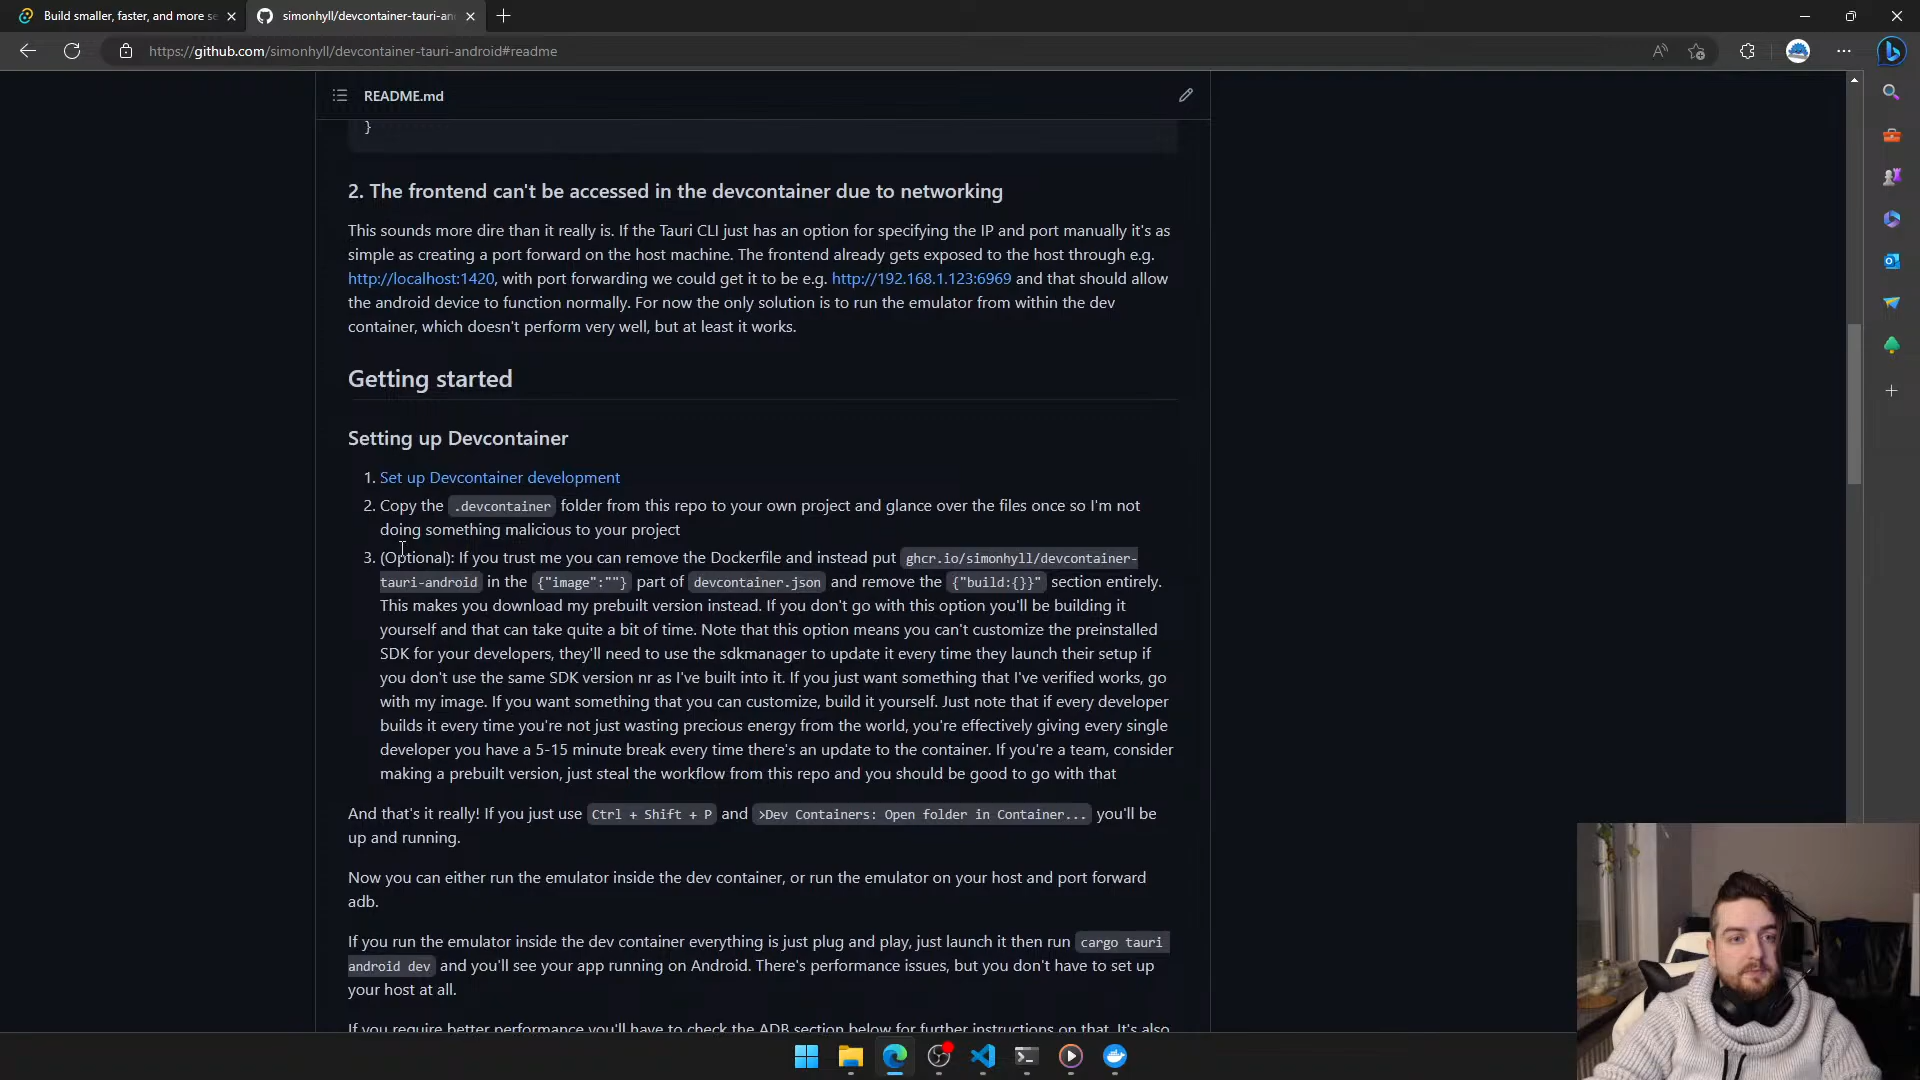 Build smaller, faster, and more se
simonhyll/devcontainer-tauri-an
https://github.com/simonhyll/devcontainer-tauri-android#readme
README.md
}
2. The frontend can't be accessed in the devcontainer due to networking
This sounds more dire than it really is. If the Tauri CLI just has an option for specifying the IP and port manually it's as
simple as creating a port forward on the host machine. The frontend already gets exposed to the host through e.g.
http://localhost:1420, with port forwarding we could get it to be e.g. http://192.168.1.123:6969 and that should allow
the android device to function normally. For now the only solution is to run the emulator from within the dev
container, which doesn't perform very well, but at least it works.
Getting started
Setting up Devcontainer
1. Set up Devcontainer development
2. Copy the .devcontainer folder from this repo to your own project and glance over the files once so I'm not
doing something malicious to your project
3. (Optional): If you trust me you can remove the Dockerfile and instead put ghcr.io/simonhyll/devcontainer-
tauri-android in the {"image":""} part of devcontainer.json and remove the {"build:{}}" section entirely.
This makes you download my prebuilt version instead. If you don't go with this option you'll be building it
yourself and that can take quite a bit of time. Note that this option means you can't customize the preinstalled
SDK for your developers, they'll need to use the sdkmanager to update it every time they launch their setup if
you don't use the same SDK version nr as I've built into it. If you just want something that I've verified works, go
with my image. If you want something that you can customize, build it yourself. Just note that if every developer
builds it every time you're not just wasting precious energy from the world, you're effectively giving every single
developer you have a 5-15 minute break every time there's an update to the container. If you're a team, consider
making a prebuilt version, just steal the workflow from this repo and you should be good to go with that
And that's it really! If you just use Ctrl + Shift + P and >Dev Containers: Open folder in Container... you'll be
up and running.
Now you can either run the emulator inside the dev container, or run the emulator on your host and port forward
adb.
If you run the emulator inside the dev container everything is just plug and play, just launch it then run cargo tauri
android dev and you'll see your app running on Android. There's performance issues, but you don't have to set up
your host at all.
If you require better performance you'll have to check the ADB section below for further instructions on that. It's also